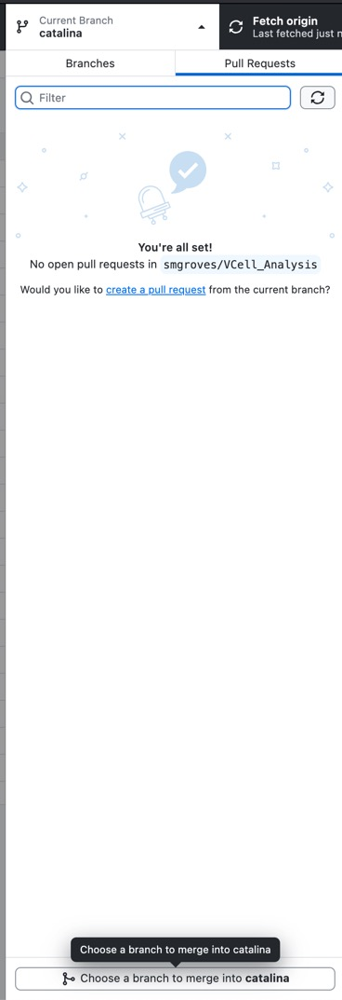 Current Branch
catalina
Fetch origin
Last fetched just n
Branches
Pull Requests
Filter
You're all set!
No open pull requests in smgroves/VCell_Analysis
Would you like to create a pull request from the current branch?
Choose a branch to merge into catalina
Choose a branch to merge into catalina